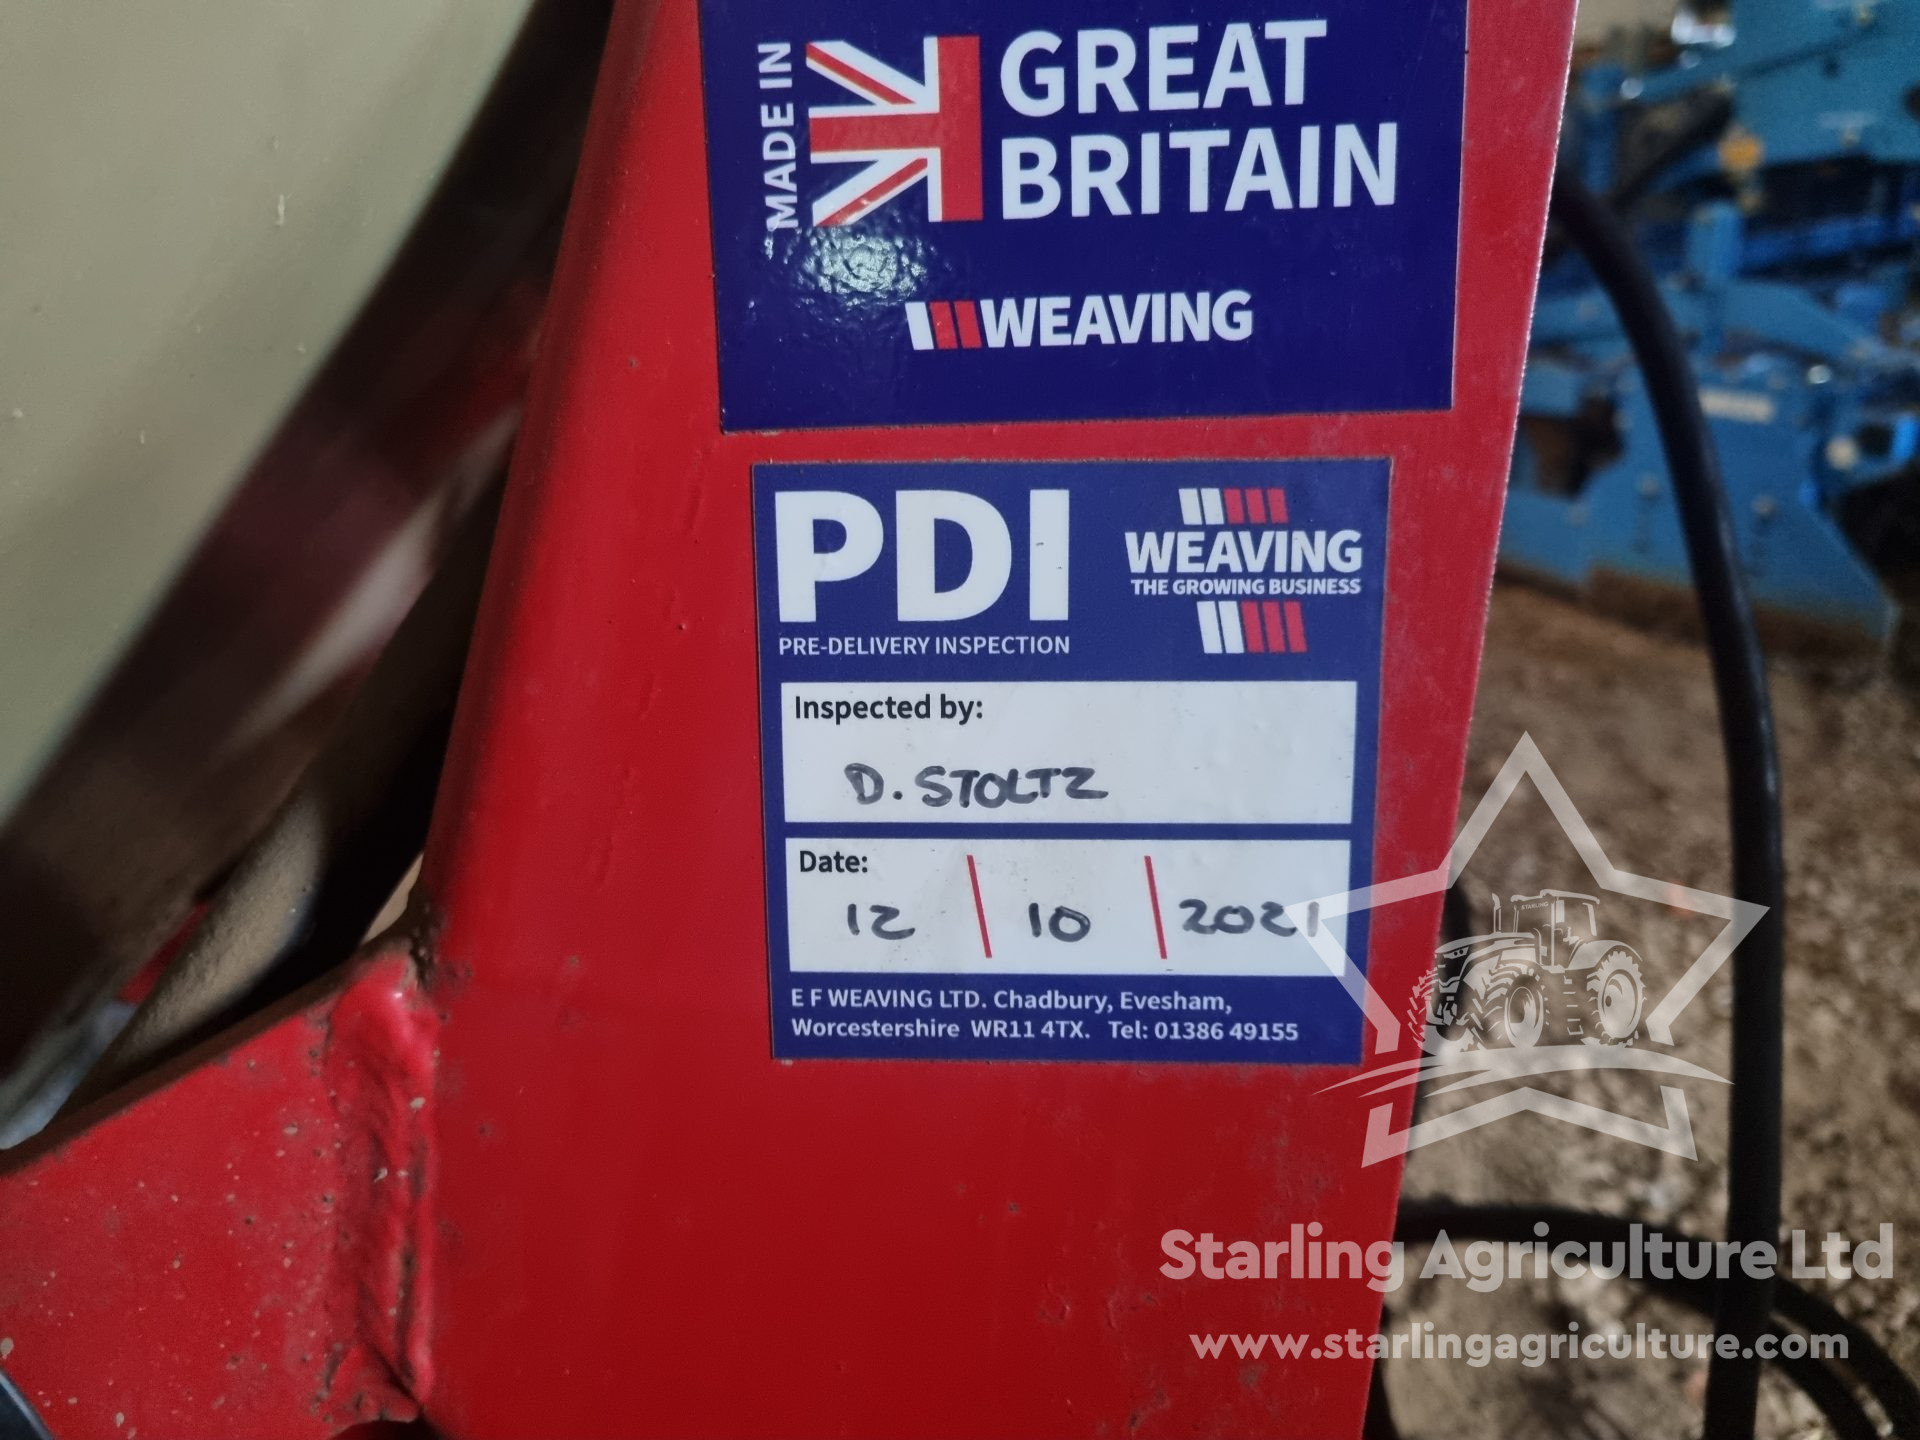 MADE IN
GREAT
BRITAIN
WEAVING
PDI
PRE-DELIVERY INSPECTION
WEAVING
THE GROWING BUSINESS
Inspected by:
D. STOLTZ
Date:
12 / 10 / 2021
E F WEAVING LTD. Chadbury, Evesham,
Worcestershire WR11 4TX. Tel: 01386 49155
STARLING
Starling Agriculture Ltd
www.starlingagriculture.com